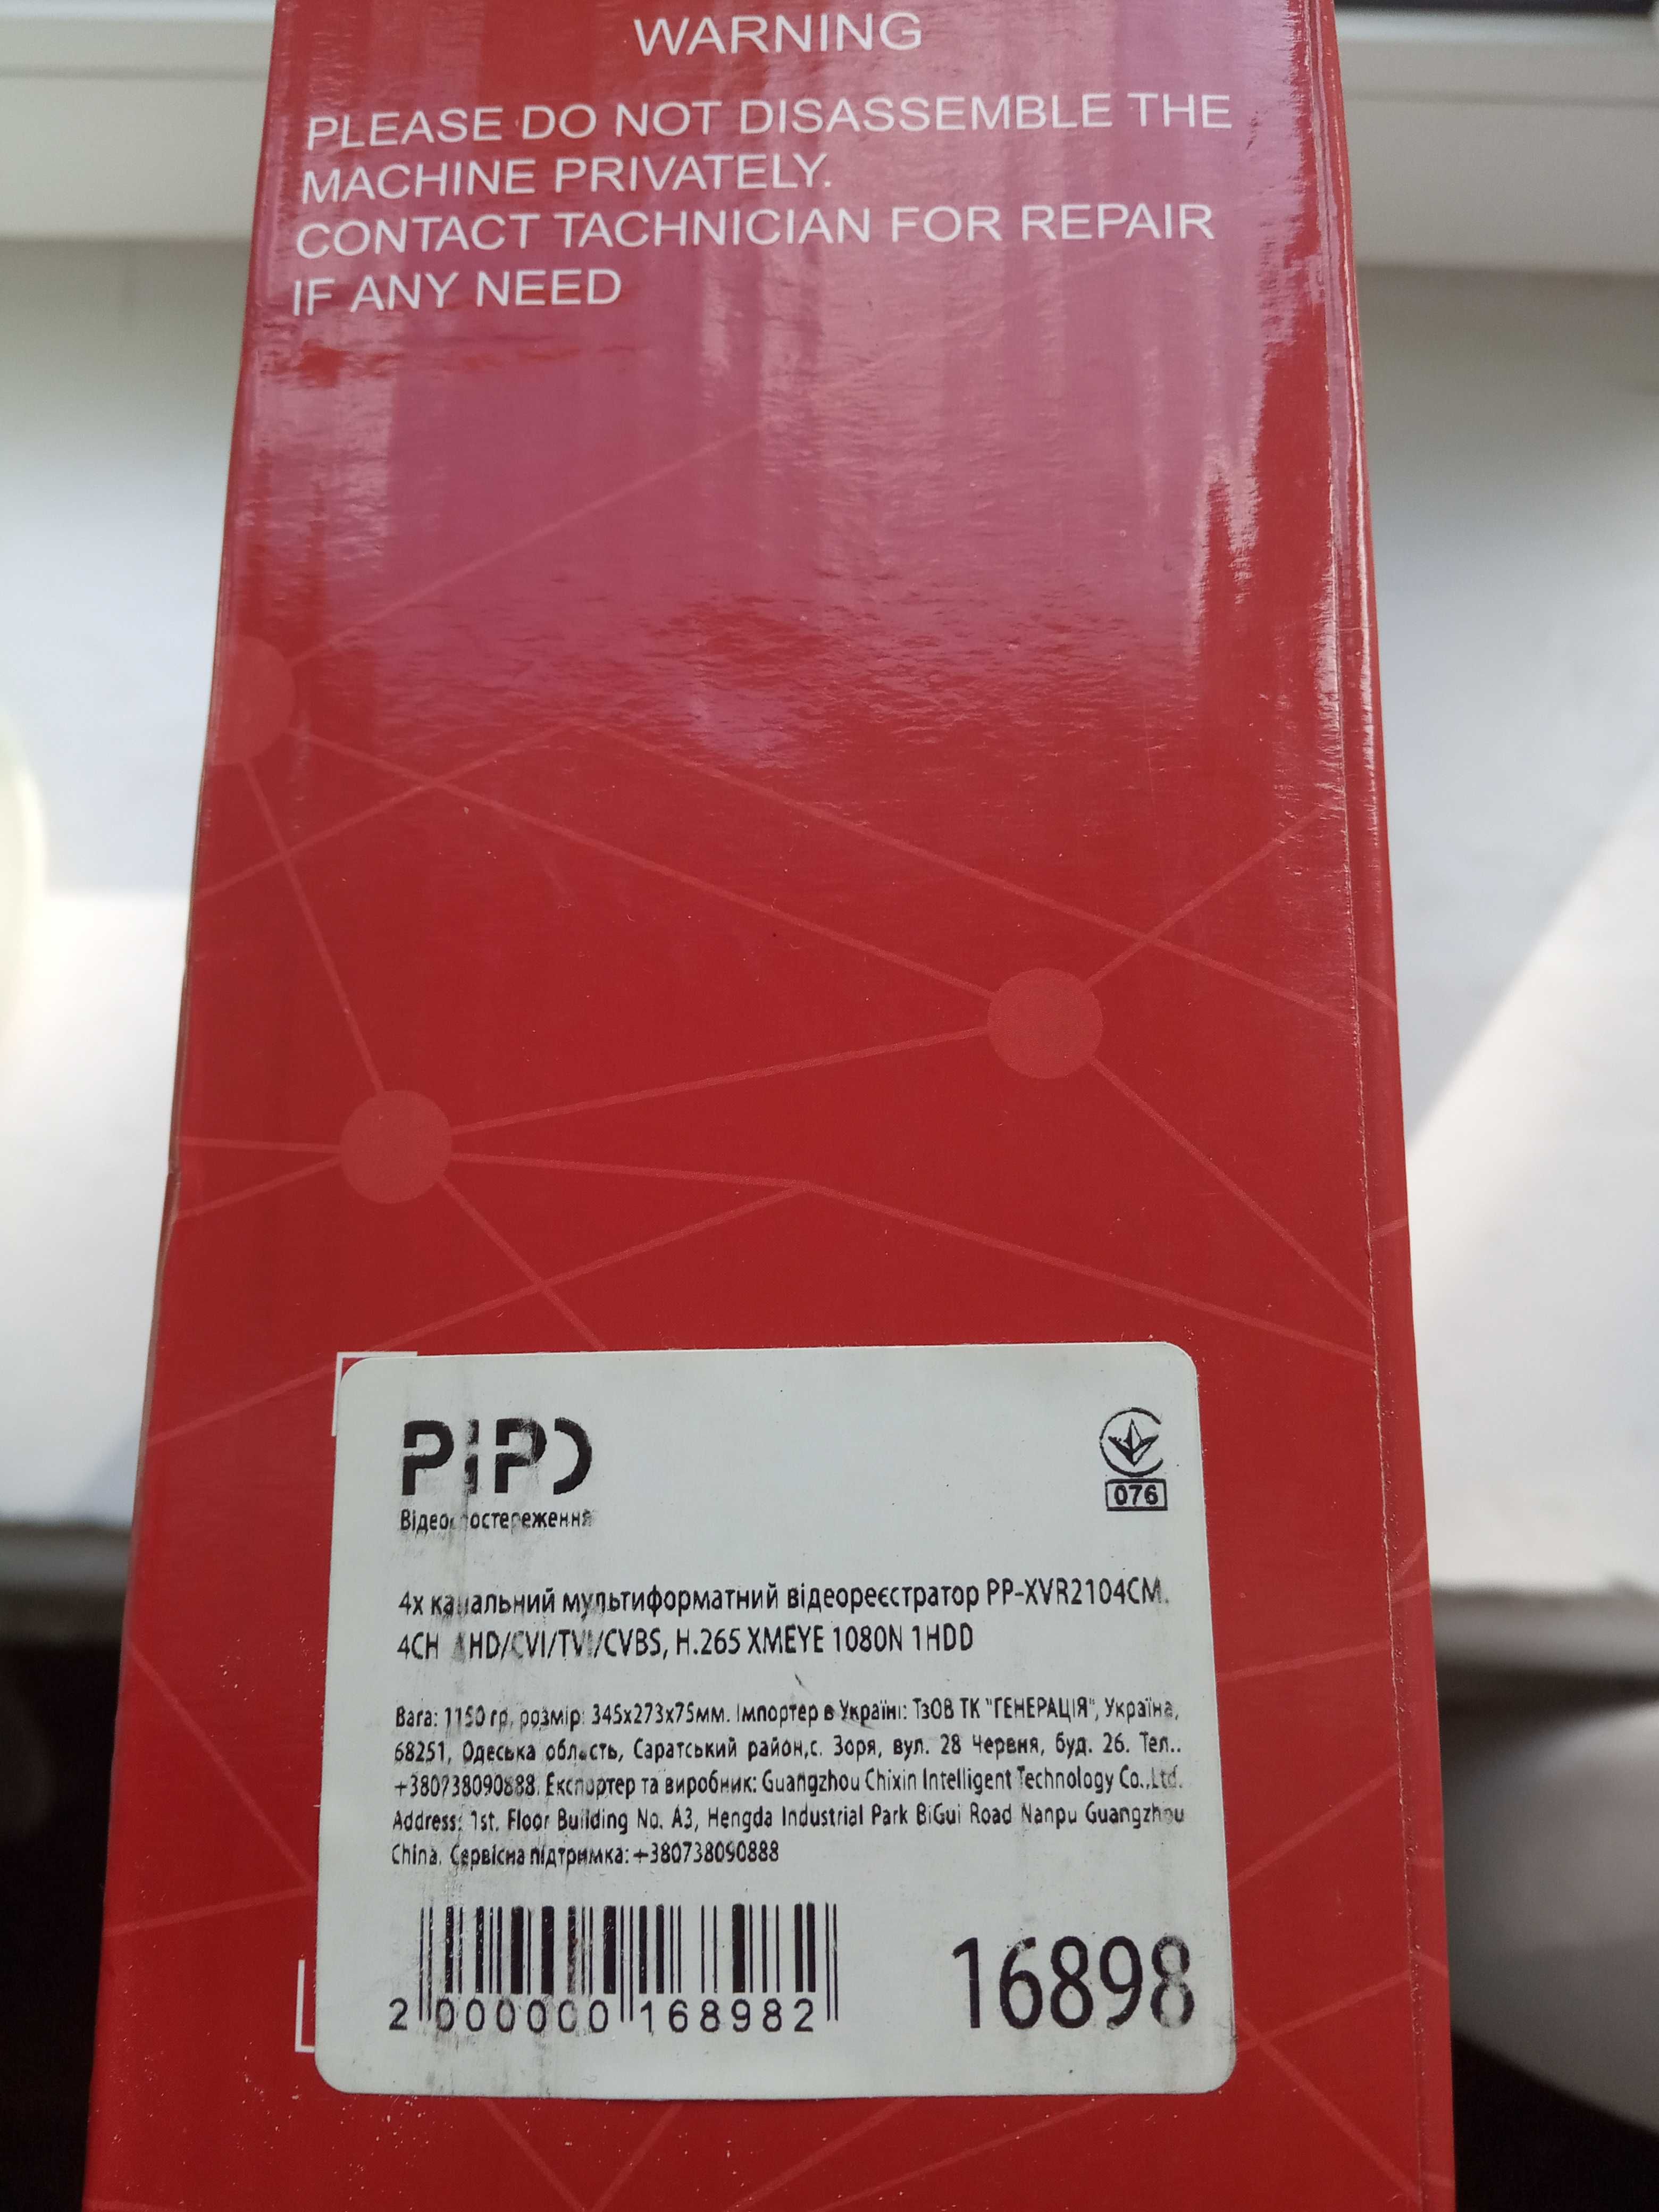 WARNING
PLEASE DO NOT DISASSEMBLE THE
MACHINE PRIVATELY.
CONTACT TACHNICIAN FOR REPAIR
IF ANY NEED
PIPO
Відеоспостереження
076
4х канальний мультиформатний відеореєстратор PP-XVR2104CM.
4CH AHD/CVI/TVI/CVBS, H.265 XMEYE 1080N 1HDD
Вага: 1150 гр, розмір: 345х273х75мм. Імпортер в Україні: ТзОВ ТК "ГЕНЕРАЦІЯ", Україна,
68251, Одеська область, Саратський район,с. Зоря, вул. 28 Червня, буд. 26. Тел..
+380738090888. Експортер та виробник: Guangzhou Chixin Intelligent Technology Co.,Ltd.
Address: 1st. Floor Building No. A3, Hengda Industrial Park BiGui Road Nanpu Guangzhou
China. Сервісна підтримка: +380738090888
2 000000 168982
16898